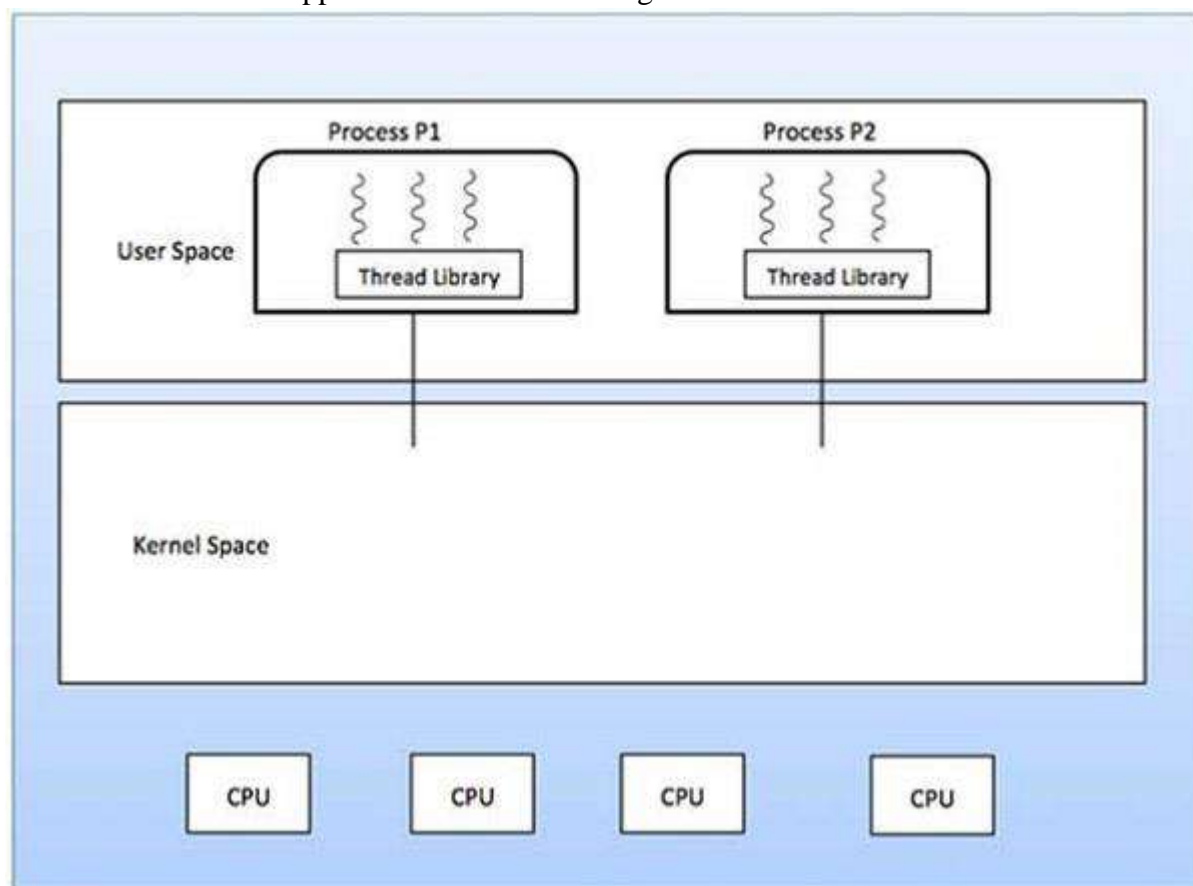 Process P1 Process P2
User Space
Thread Library Thread Library
Kernel Space
CPU CPU CPU CPU